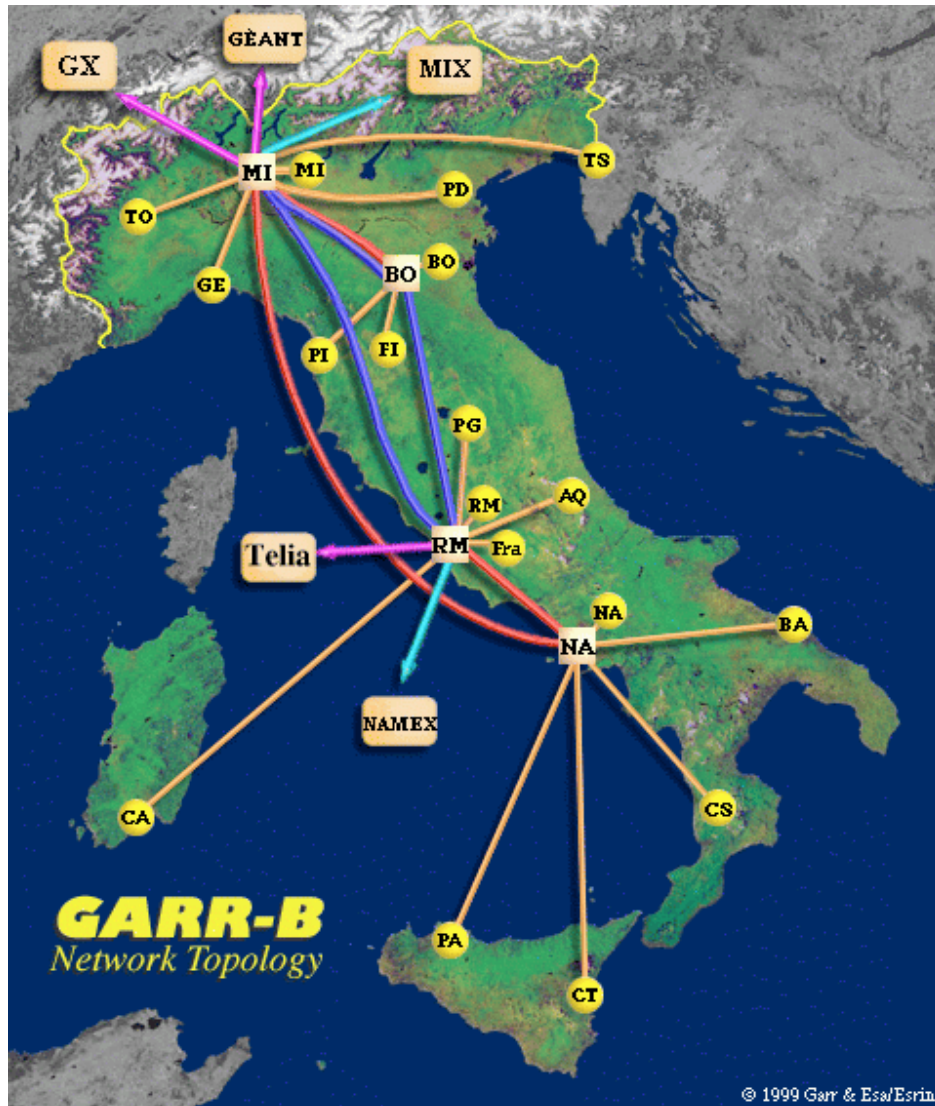 GÈANT
GX
MIX
TS
MI
MI
PD
TO
BO
BO
GE
PI
FI
PG
RM
AQ
Telia
RM
Fra
NA
BA
NA
NAMEX
CA
CS
GARR-B
Network Topology
PA
CT
© 1999 Garr & Esa/Esrin